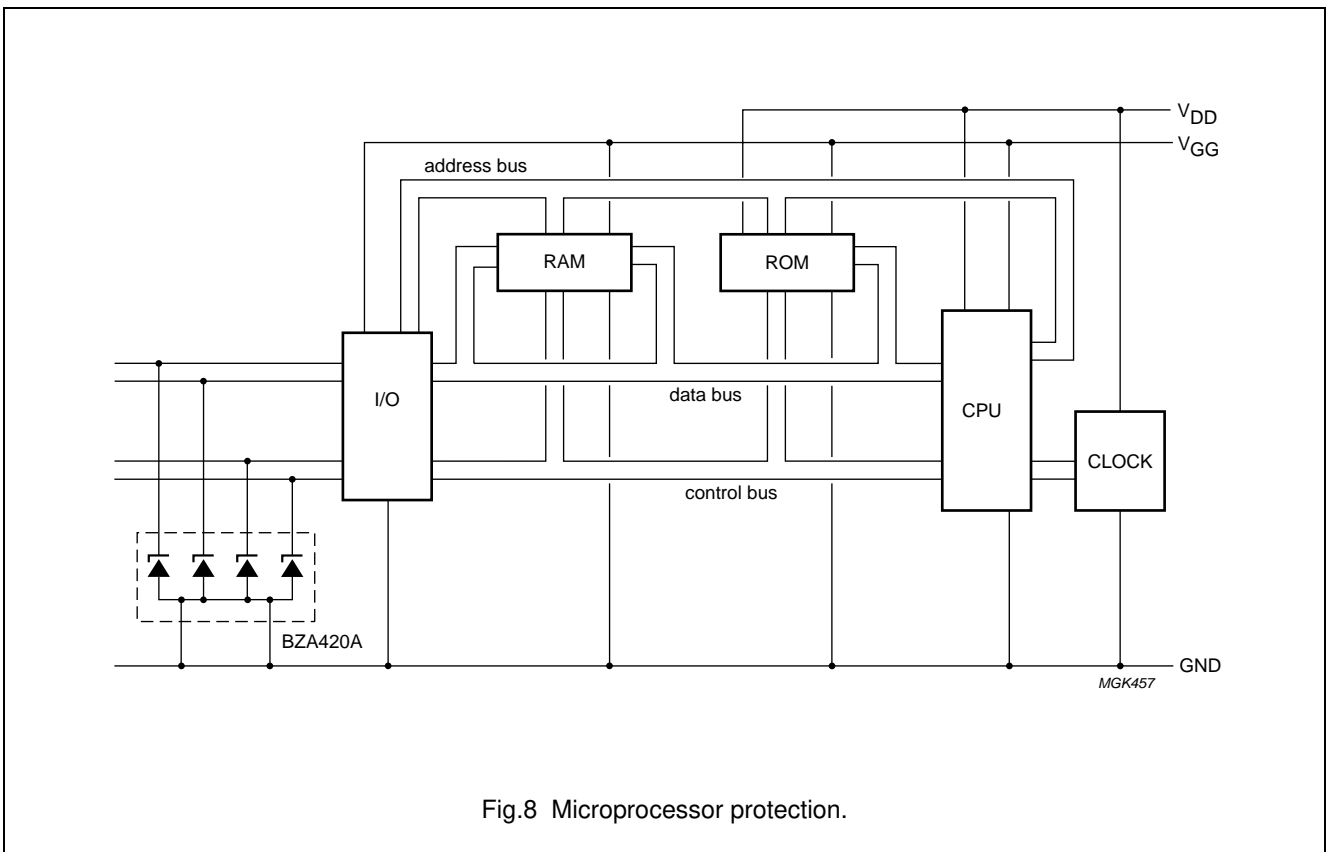 V_DD
V_GG
address bus
RAM
ROM
I/O
data bus
CPU
CLOCK
control bus
BZA420A
GND
MGK457
Fig.8 Microprocessor protection.